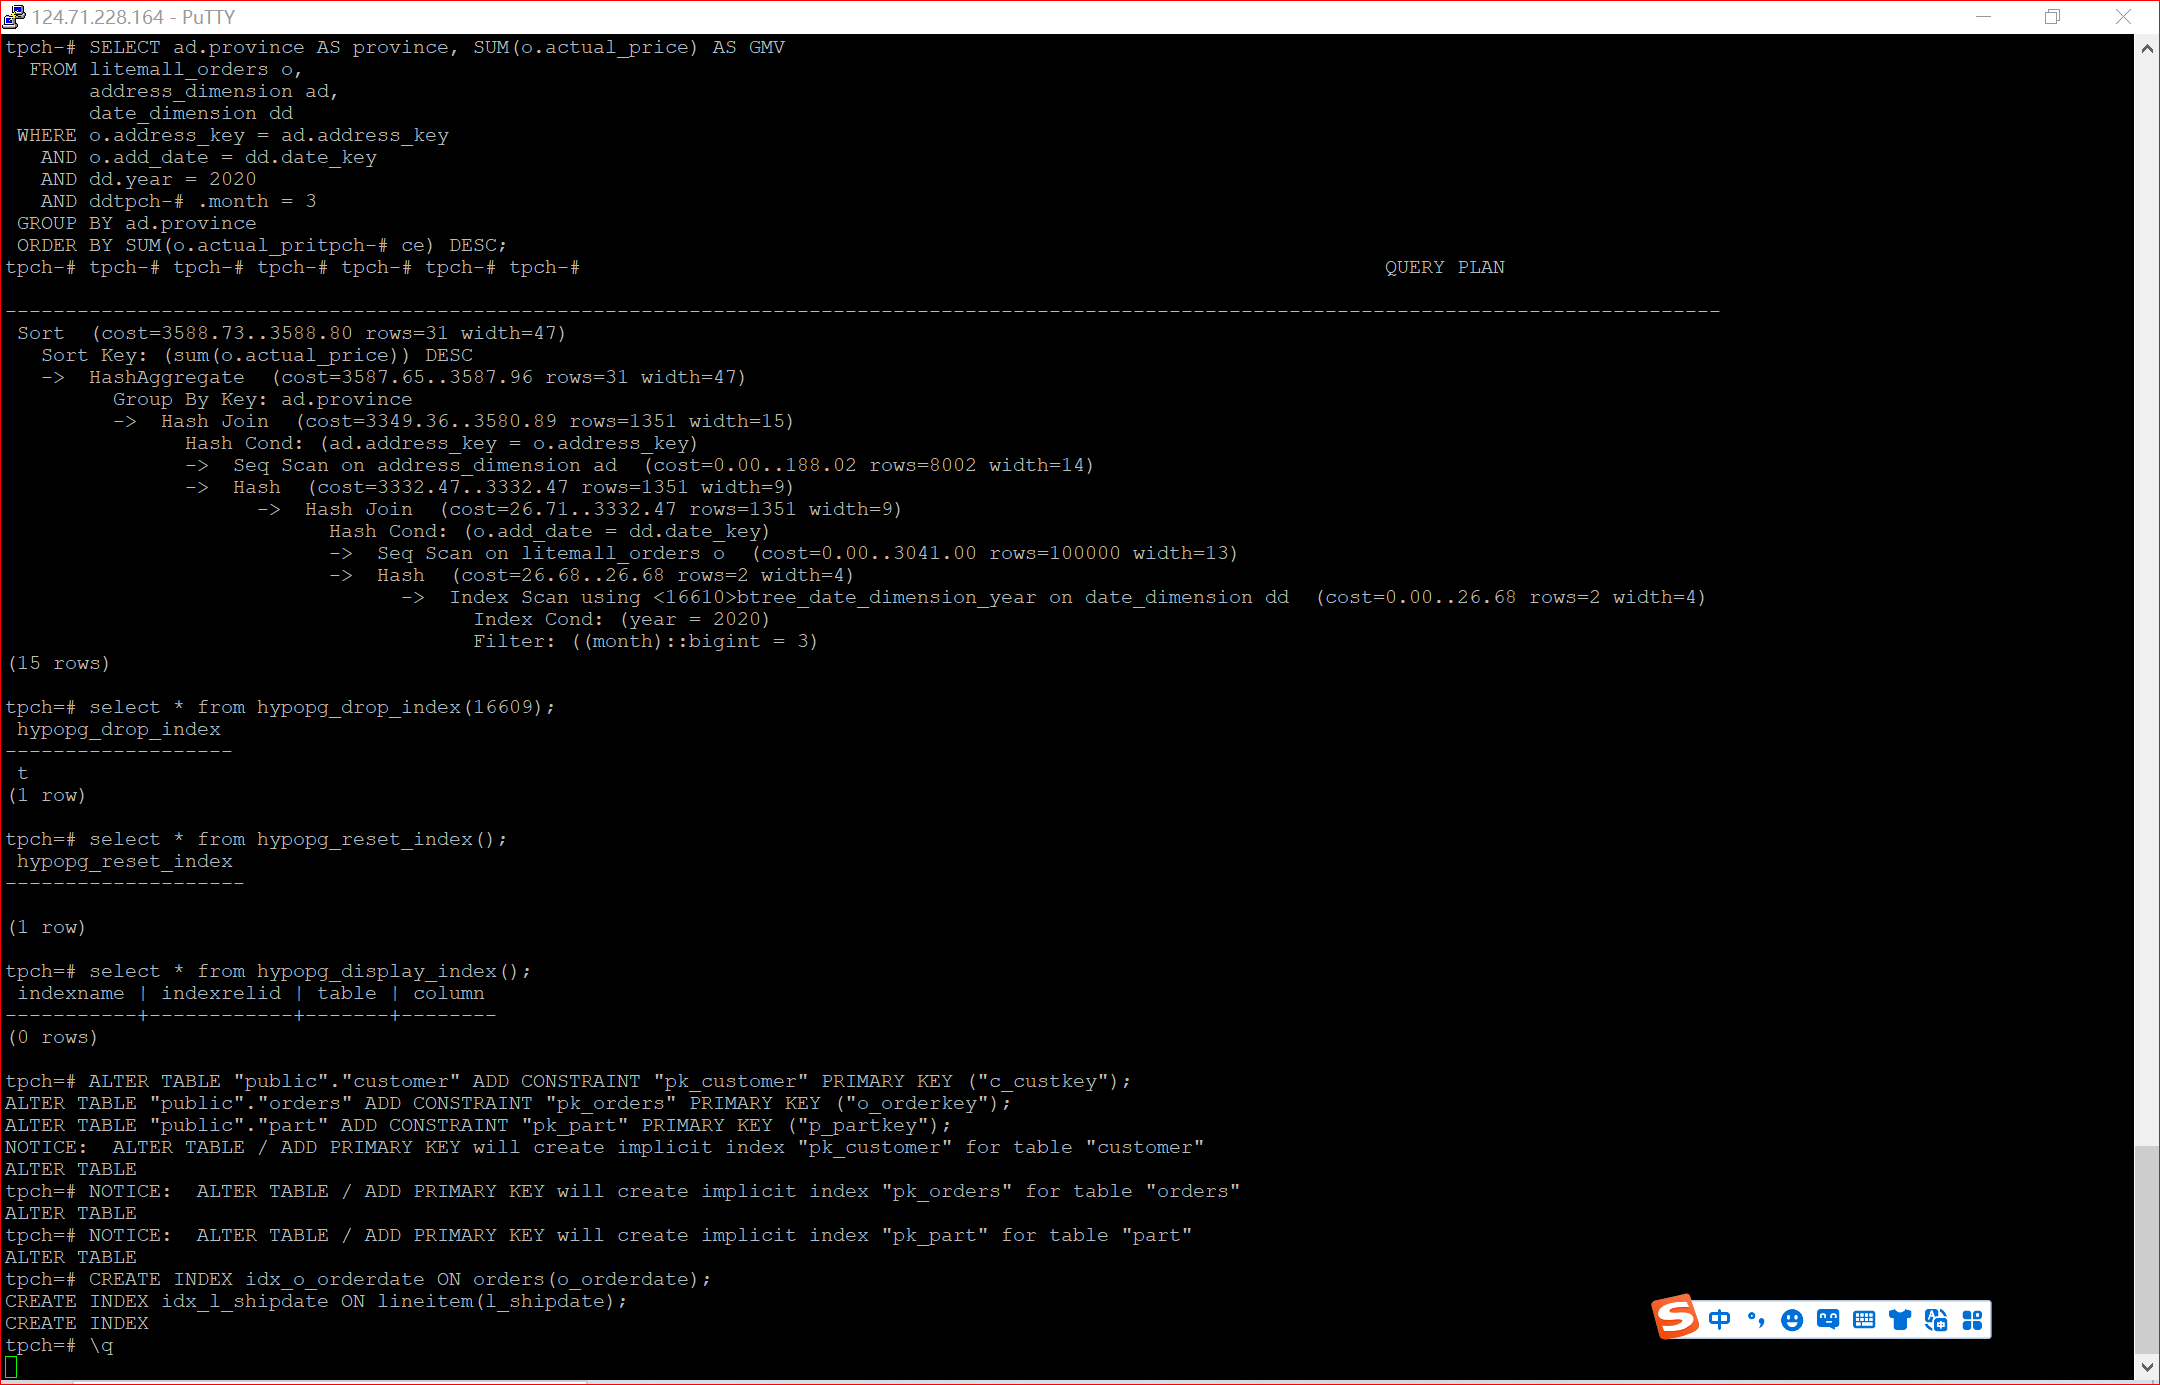 124.71.228.164 - PuTTY
tpch-# SELECT ad.province AS province, SUM(o.actual_price) AS GMV
  FROM litemall_orders o,
       address_dimension ad,
       date_dimension dd
 WHERE o.address_key = ad.address_key
   AND o.add_date = dd.date_key
   AND dd.year = 2020
   AND ddtpch-# .month = 3
 GROUP BY ad.province
 ORDER BY SUM(o.actual_pritpch-# ce) DESC;
tpch-# tpch-# tpch-# tpch-# tpch-# tpch-# tpch-#                                                                   QUERY PLAN
-----------------------------------------------------------------------------------------------------------------------------------------------
 Sort  (cost=3588.73..3588.80 rows=31 width=47)
   Sort Key: (sum(o.actual_price)) DESC
   ->  HashAggregate  (cost=3587.65..3587.96 rows=31 width=47)
         Group By Key: ad.province
         ->  Hash Join  (cost=3349.36..3580.89 rows=1351 width=15)
               Hash Cond: (ad.address_key = o.address_key)
               ->  Seq Scan on address_dimension ad  (cost=0.00..188.02 rows=8002 width=14)
               ->  Hash  (cost=3332.47..3332.47 rows=1351 width=9)
                     ->  Hash Join  (cost=26.71..3332.47 rows=1351 width=9)
                           Hash Cond: (o.add_date = dd.date_key)
                           ->  Seq Scan on litemall_orders o  (cost=0.00..3041.00 rows=100000 width=13)
                           ->  Hash  (cost=26.68..26.68 rows=2 width=4)
                                 ->  Index Scan using <16610>btree_date_dimension_year on date_dimension dd  (cost=0.00..26.68 rows=2 width=4)
                                       Index Cond: (year = 2020)
                                       Filter: ((month)::bigint = 3)
(15 rows)
tpch=# select * from hypopg_drop_index(16609);
 hypopg_drop_index
-------------------
 t
(1 row)
tpch=# select * from hypopg_reset_index();
 hypopg_reset_index
--------------------
(1 row)
tpch=# select * from hypopg_display_index();
 indexname | indexrelid | table | column
-----------+------------+-------+--------
(0 rows)
tpch=# ALTER TABLE "public"."customer" ADD CONSTRAINT "pk_customer" PRIMARY KEY ("c_custkey");
ALTER TABLE "public"."orders" ADD CONSTRAINT "pk_orders" PRIMARY KEY ("o_orderkey");
ALTER TABLE "public"."part" ADD CONSTRAINT "pk_part" PRIMARY KEY ("p_partkey");
NOTICE:  ALTER TABLE / ADD PRIMARY KEY will create implicit index "pk_customer" for table "customer"
ALTER TABLE
tpch=# NOTICE:  ALTER TABLE / ADD PRIMARY KEY will create implicit index "pk_orders" for table "orders"
ALTER TABLE
tpch=# NOTICE:  ALTER TABLE / ADD PRIMARY KEY will create implicit index "pk_part" for table "part"
ALTER TABLE
tpch=# CREATE INDEX idx_o_orderdate ON orders(o_orderdate);
CREATE INDEX idx_l_shipdate ON lineitem(l_shipdate);
CREATE INDEX
tpch=# \q
S 中